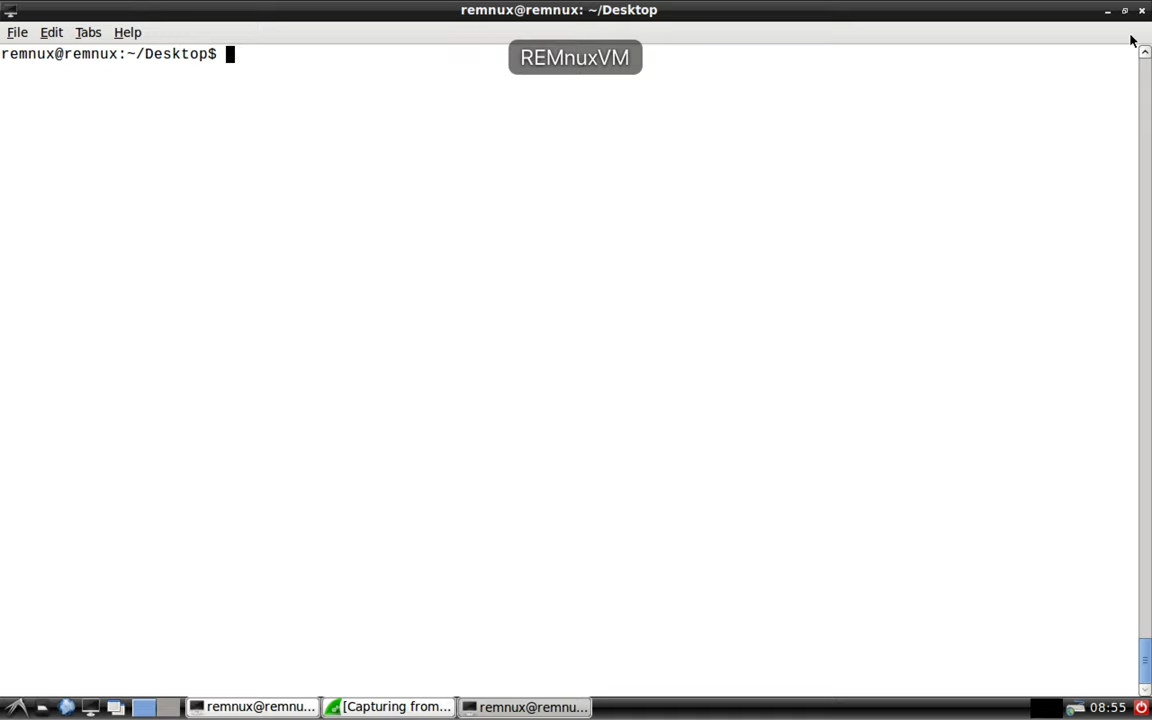 remnux@remnux: ~/Desktop
File Edit Tabs Help
remnux@remnux:~/Desktop$
REMnuxVM
remnux@remnu... [Capturing from... remnux@remnu... 08:55